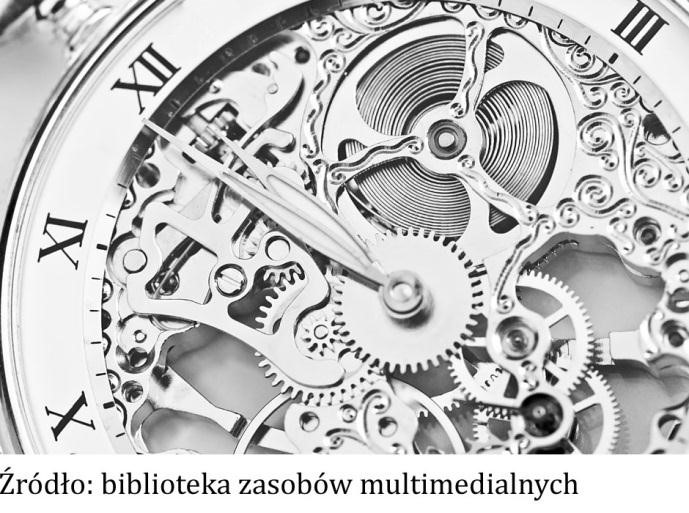 III
XII
XI
X
Źródło: biblioteka zasobów multimedialnych